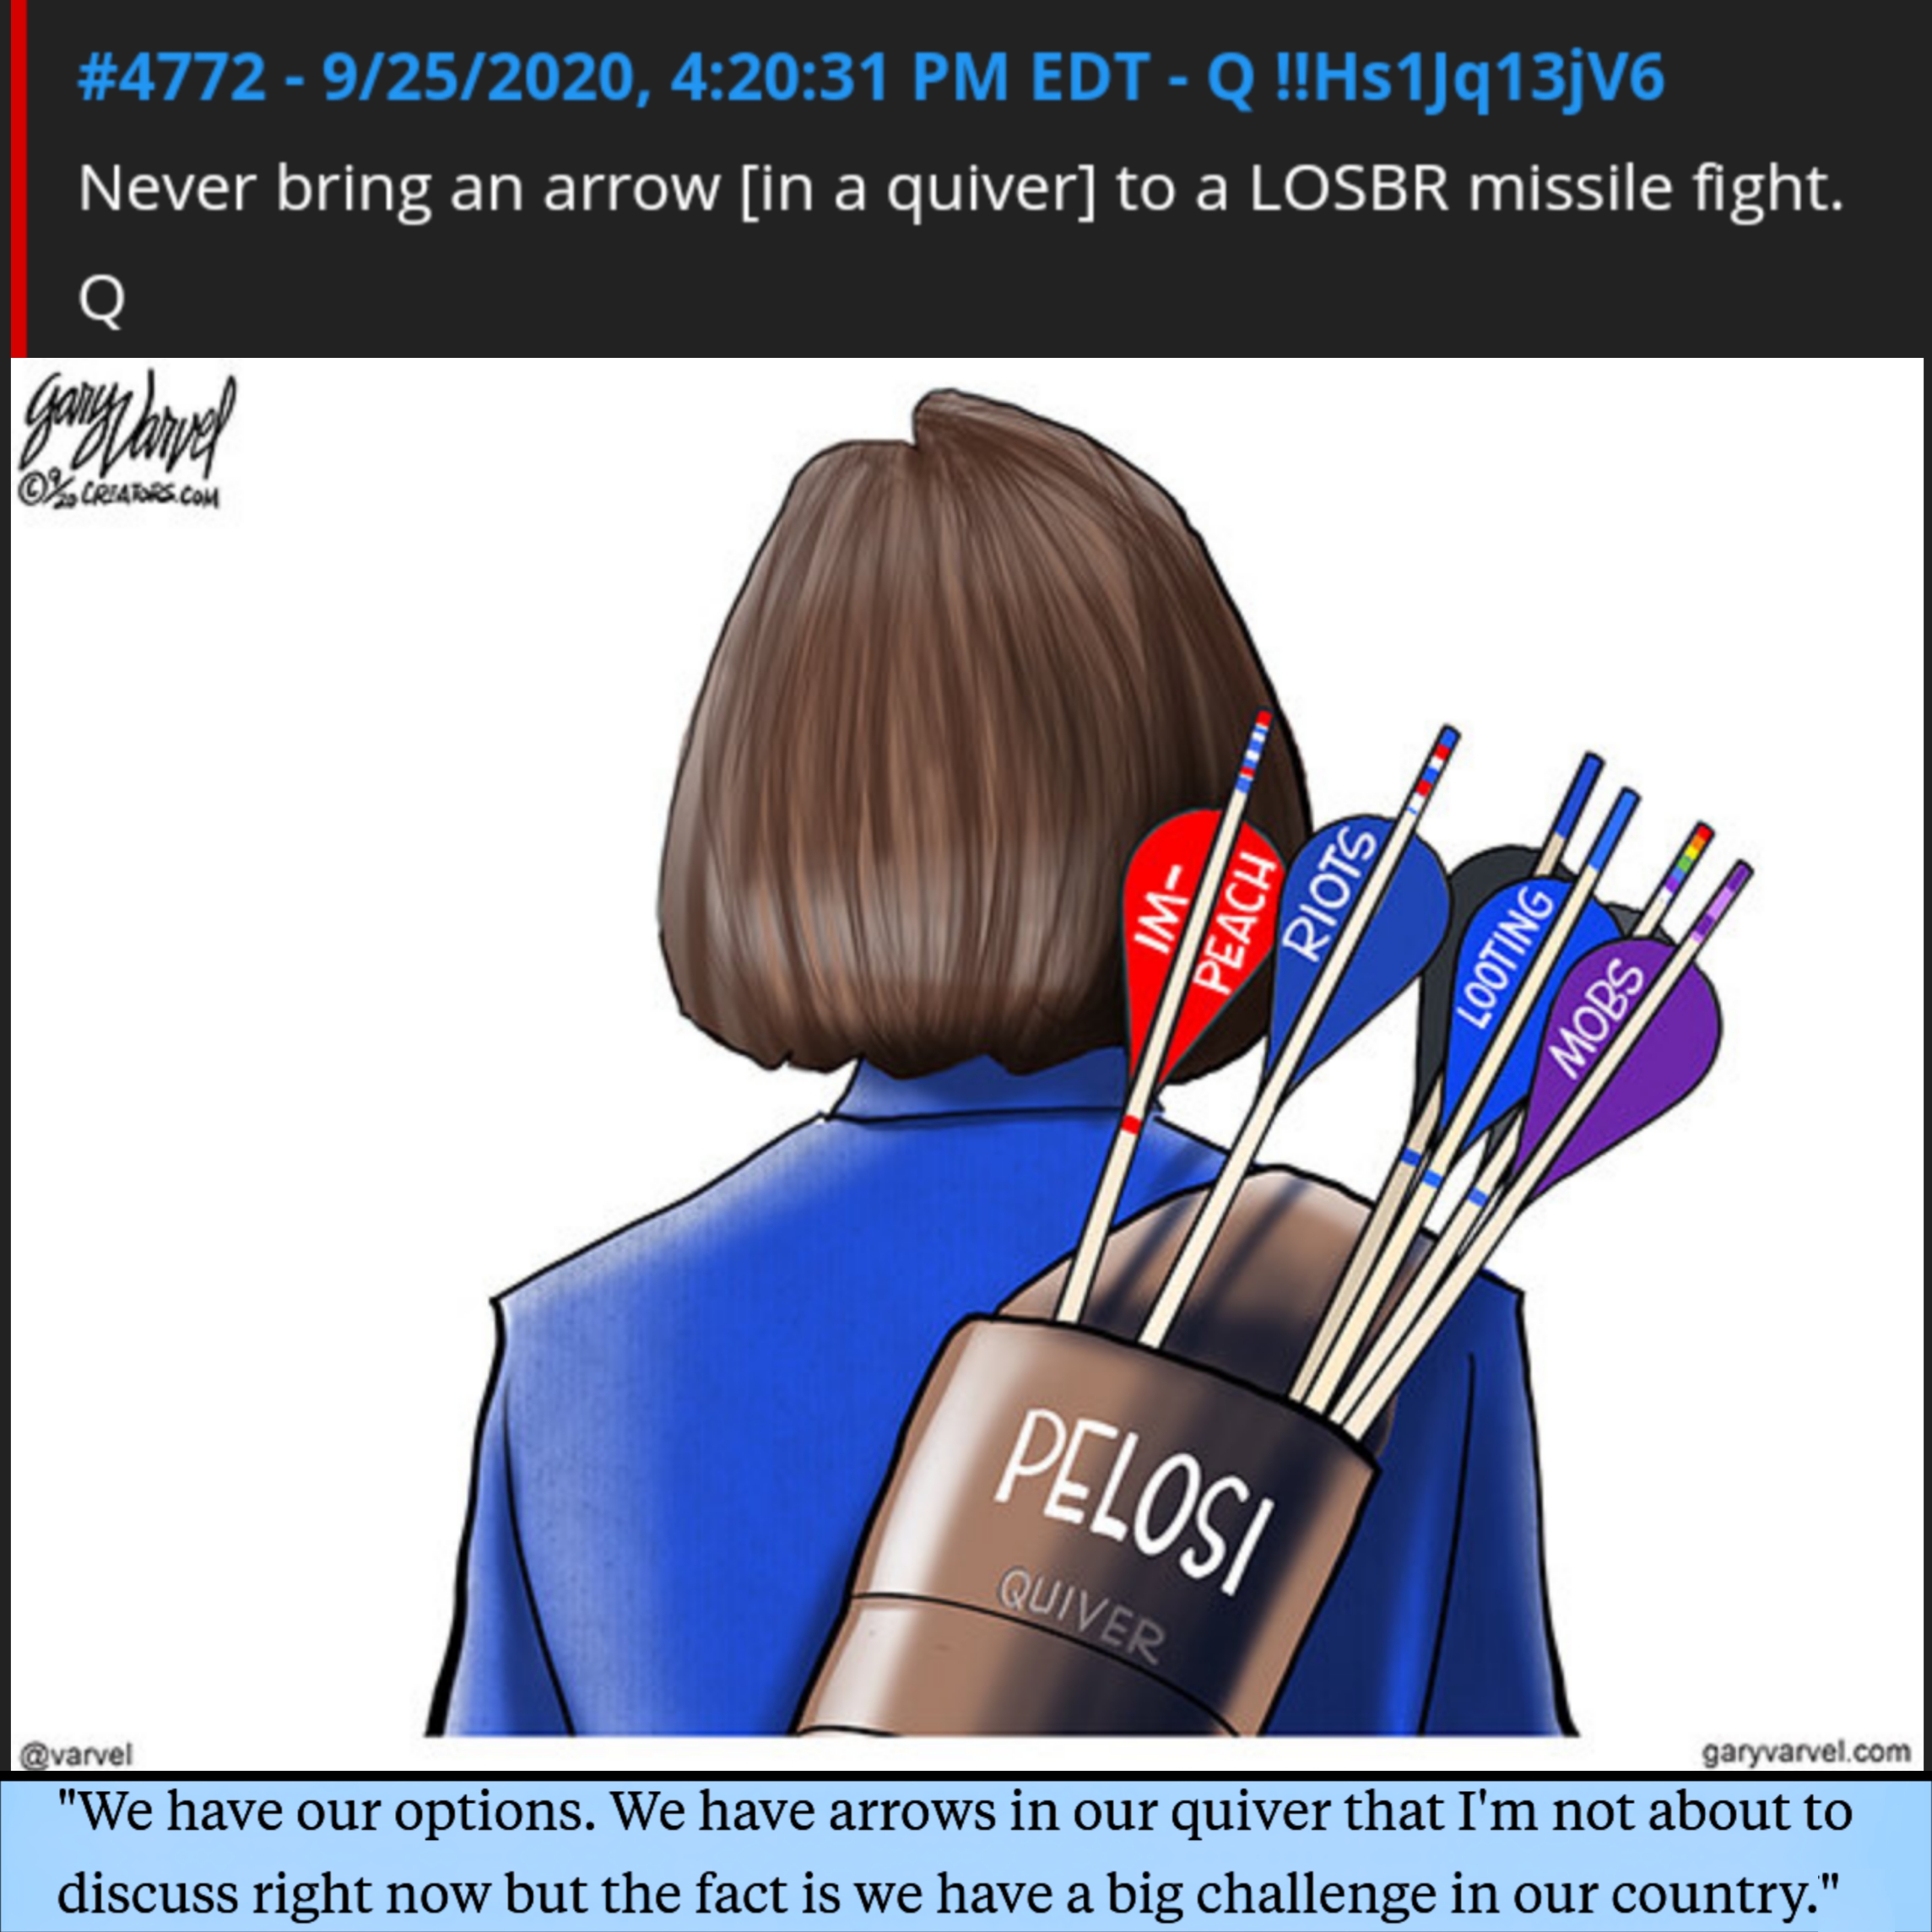 #4772 - 9/25/2020, 4:20:31 PM EDT - Q !!Hs1Jq13jV6
Never bring an arrow [in a quiver] to a LOSBR missile fight.
Q
Gary Varvel
© 9/20 CREATORS.COM
IM-
PEACH
RIOTS
LOOTING
MOBS
PELOSI
QUIVER
@varvel
garyvarvel.com
"We have our options. We have arrows in our quiver that I'm not about to
discuss right now but the fact is we have a big challenge in our country."